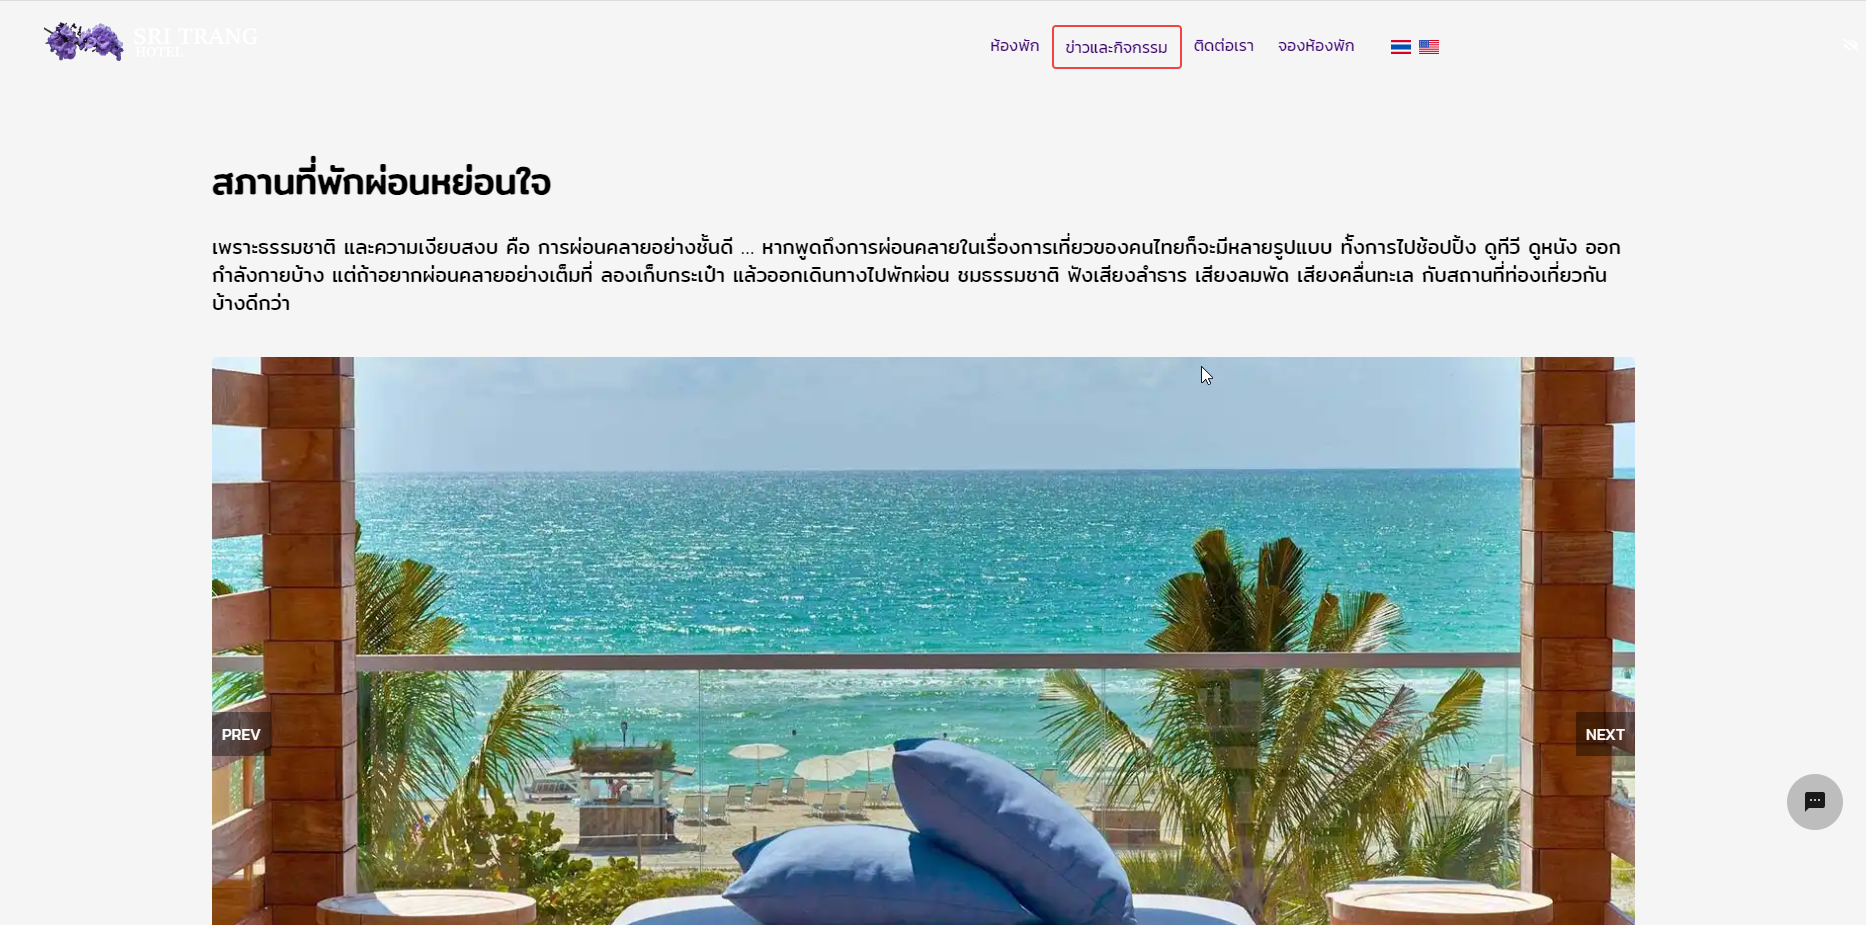 SRI TRANG
HOTEL
ห้องพัก ข่าวและกิจกรรม ติดต่อเรา จองห้องพัก
สภานที่พักผ่อนหย่อนใจ
เพราะธรรมชาติ และความเงียบสงบ คือ การผ่อนคลายอย่างชั้นดี ... หากพูดถึงการผ่อนคลายในเรื่องการเที่ยวของคนไทยก็จะมีหลายรูปแบบ ทั้งการไปช้อปปิ้ง ดูทีวี ดูหนัง ออก
กำลังกายบ้าง แต่ถ้าอยากผ่อนคลายอย่างเต็มที่ ลองเก็บกระเป๋า แล้วออกเดินทางไปพักผ่อน ชมธรรมชาติ ฟังเสียงลำธาร เสียงลมพัด เสียงคลื่นทะเล กับสถานที่ท่องเที่ยวกัน
บ้างดีกว่า
PREV NEXT